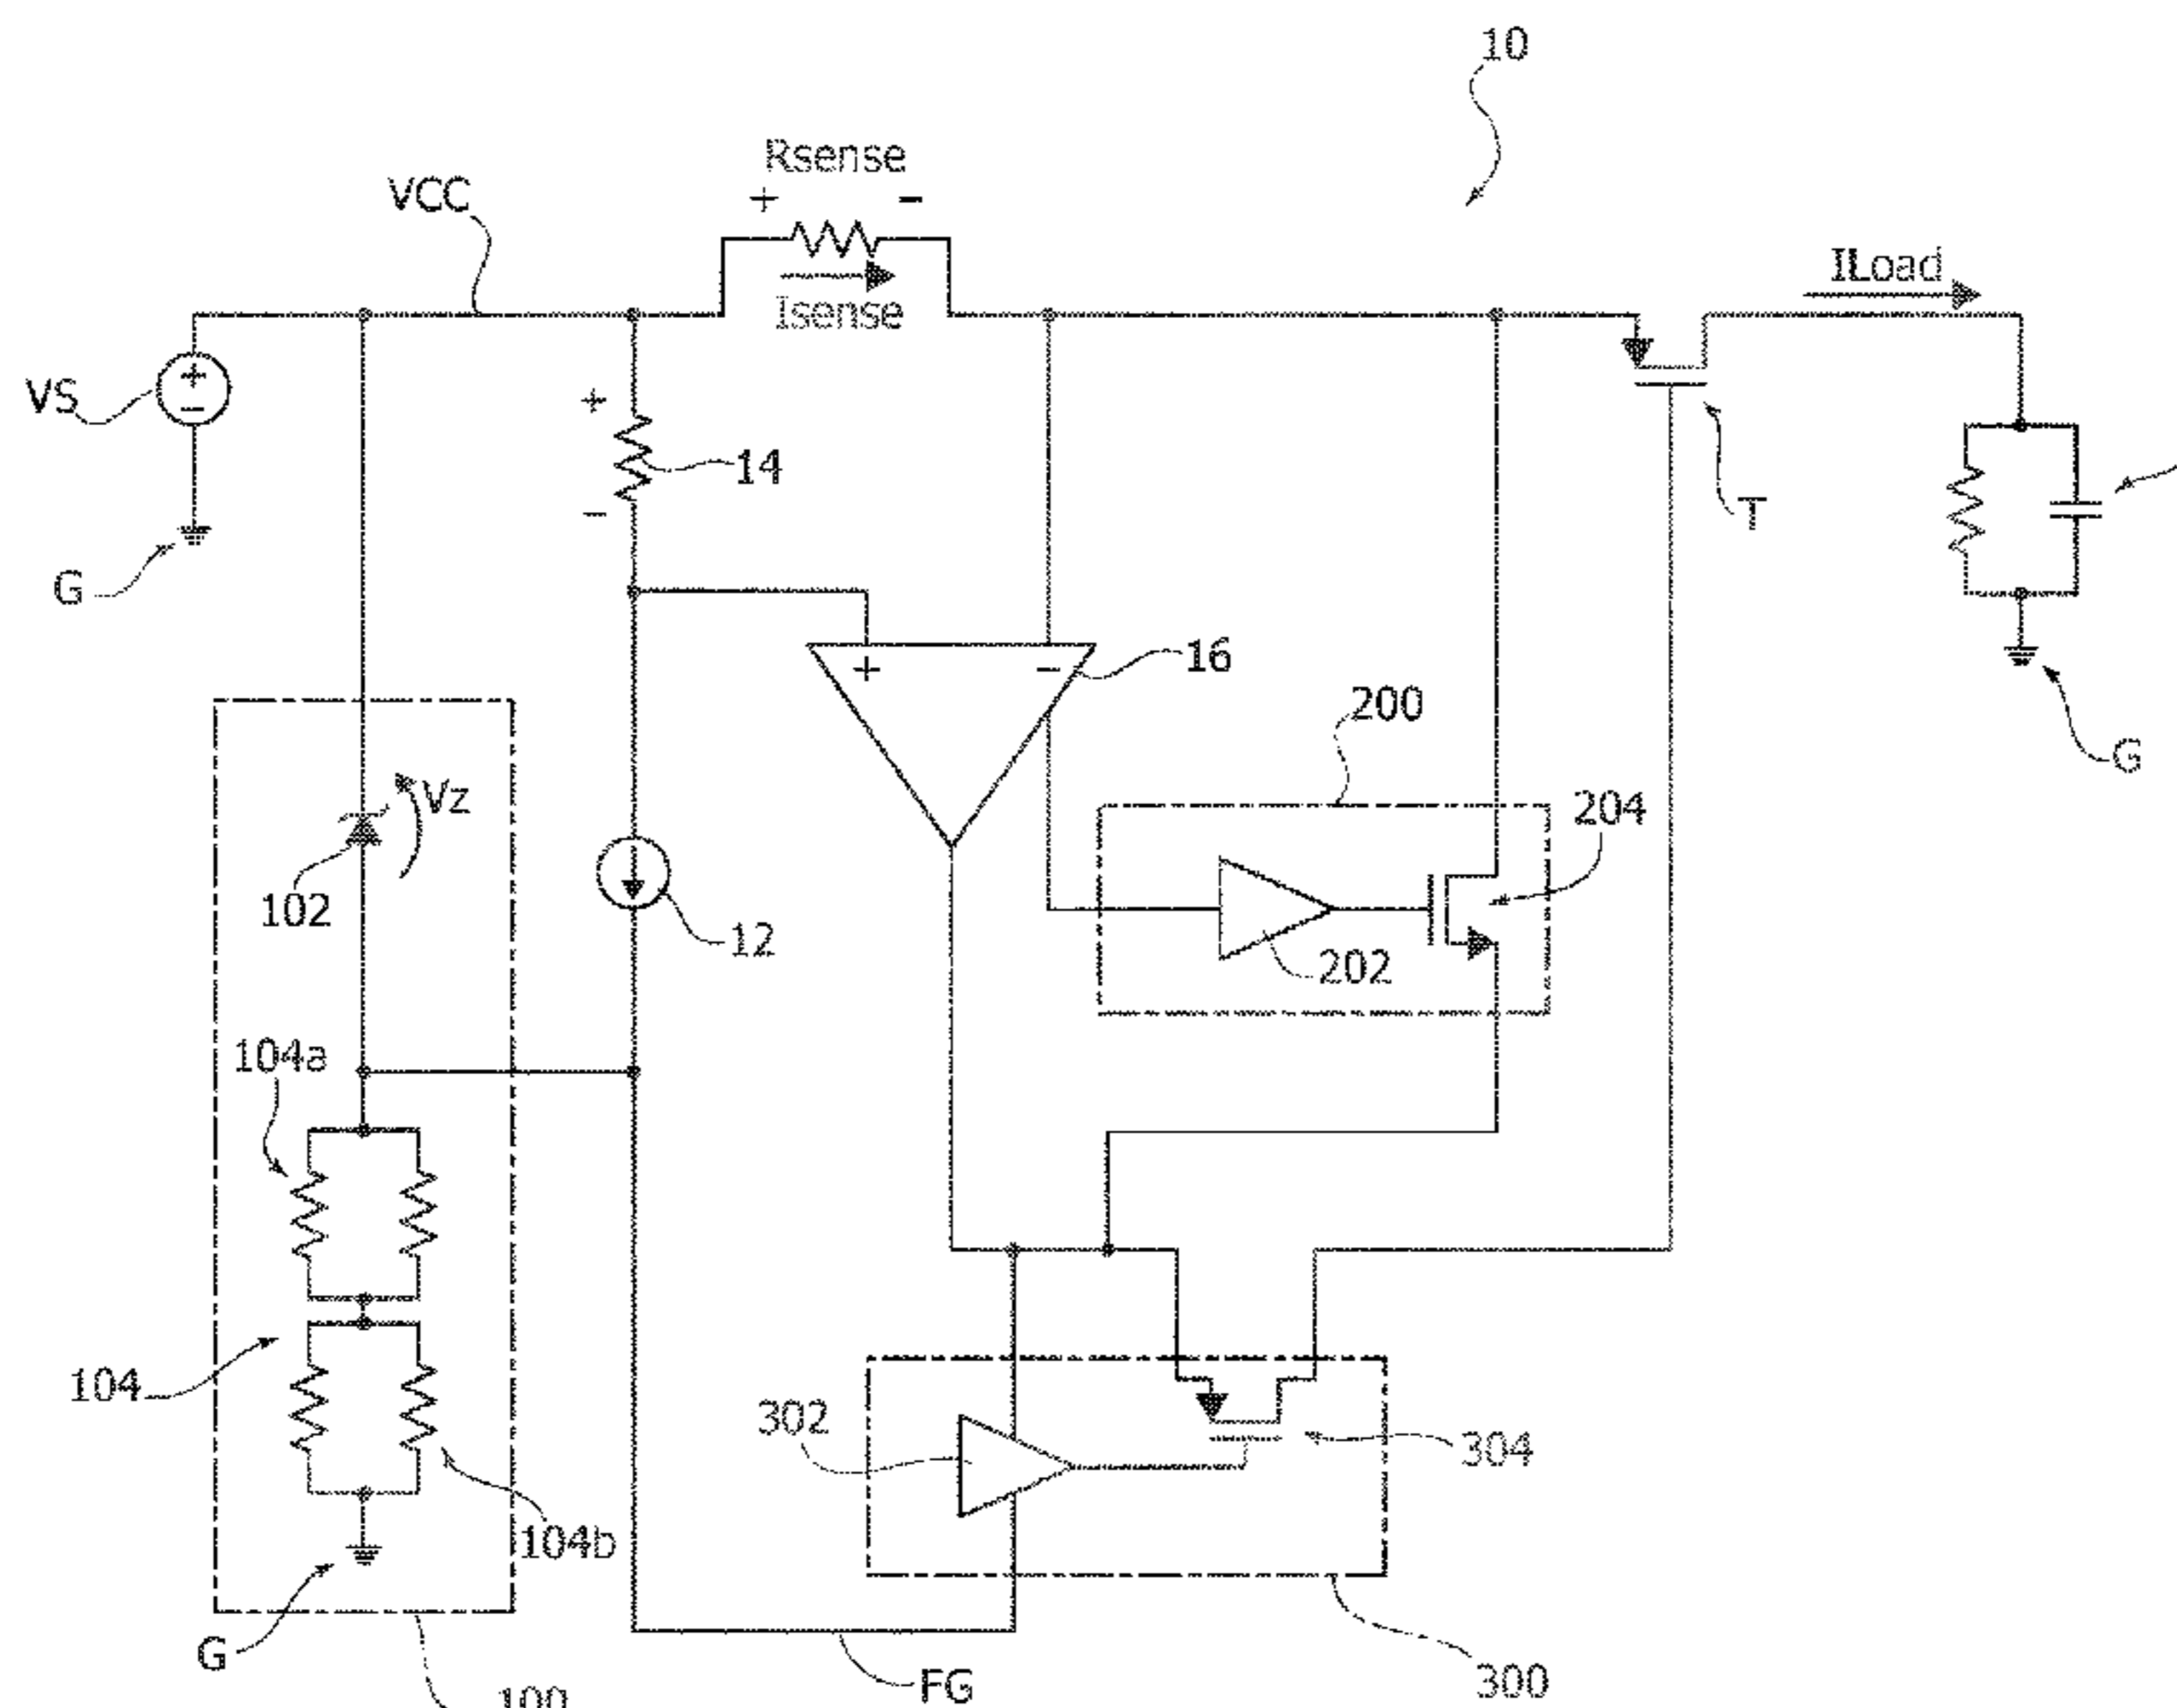 10
Rsense
+ -
VCC
Isense
ILoad
VS
+
-
+
14
-
T
G
+ -
16
200
G
Vz
204
102
12
202
104a
104
302
304
104b
G
FG
300
100